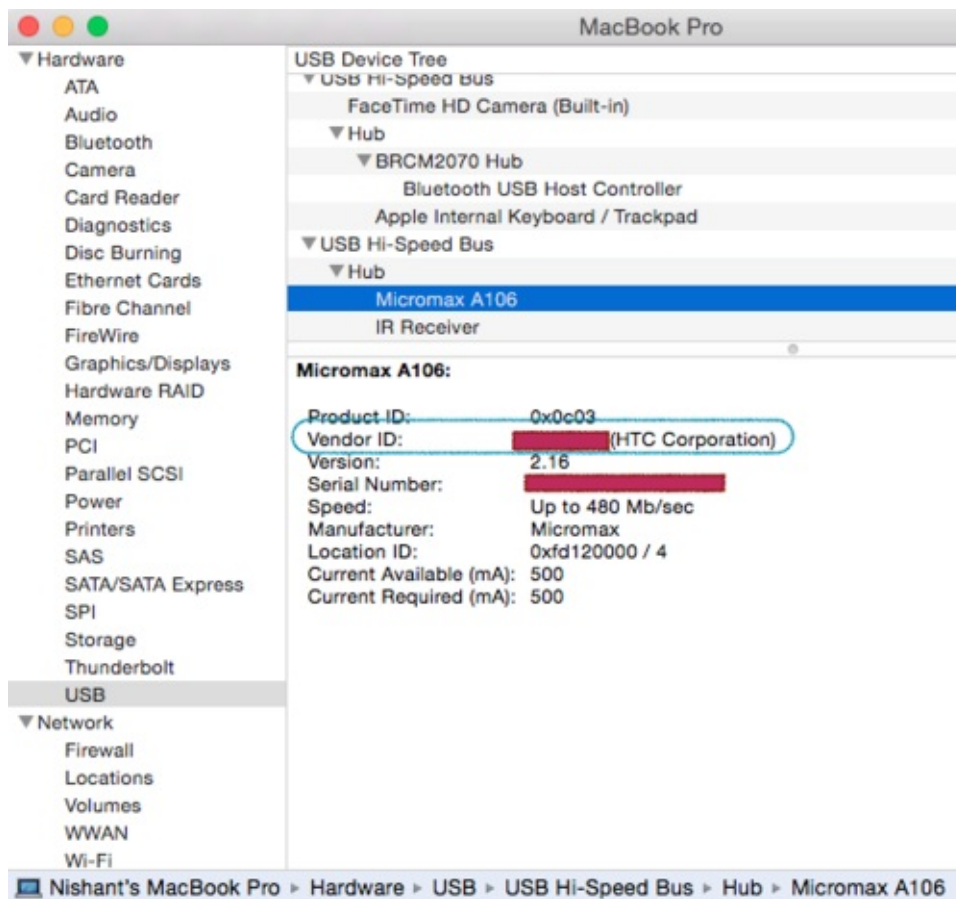 MacBook Pro
Hardware
ATA
Audio
Bluetooth
Camera
Card Reader
Diagnostics
Disc Burning
Ethernet Cards
Fibre Channel
FireWire
Graphics/Displays
Hardware RAID
Memory
PCI
Parallel SCSI
Power
Printers
SAS
SATA/SATA Express
SPI
Storage
Thunderbolt
USB
Network
Firewall
Locations
Volumes
WWAN
Wi-Fi
USB Device Tree
USB Hi-Speed Bus
FaceTime HD Camera (Built-in)
Hub
BRCM2070 Hub
Bluetooth USB Host Controller
Apple Internal Keyboard / Trackpad
USB Hi-Speed Bus
Hub
Micromax A106
IR Receiver
Micromax A106:
Product ID: 0x0c03
Vendor ID: (HTC Corporation)
Version: 2.16
Serial Number:
Speed: Up to 480 Mb/sec
Manufacturer: Micromax
Location ID: 0xfd120000 / 4
Current Available (mA): 500
Current Required (mA): 500
Nishant's MacBook Pro ▸ Hardware ▸ USB ▸ USB Hi-Speed Bus ▸ Hub ▸ Micromax A106